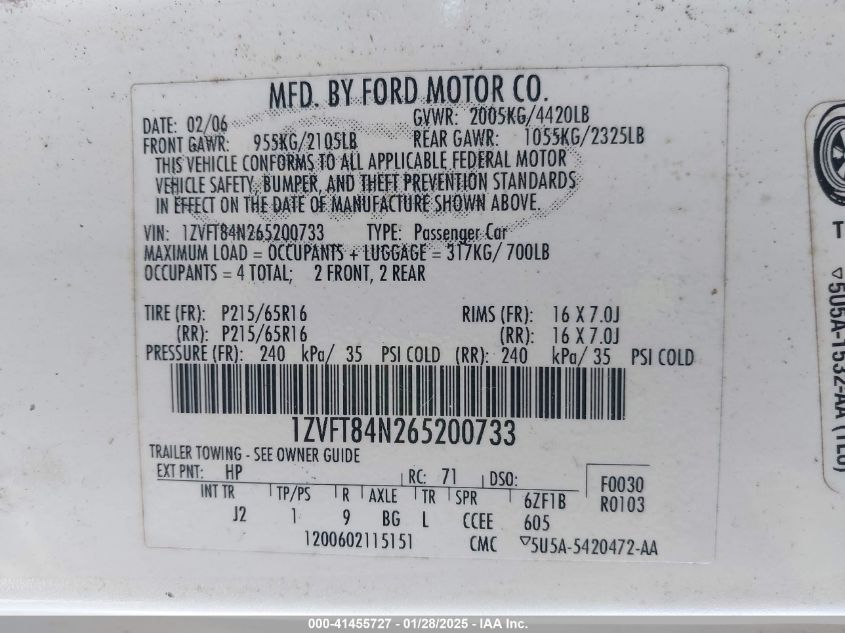 MFD. BY FORD MOTOR CO.
DATE: 02/06 GVWR: 2005KG/4420LB
FRONT GAWR: 955KG/2105LB REAR GAWR: 1055KG/2325LB
THIS VEHICLE CONFORMS TO ALL APPLICABLE FEDERAL MOTOR
VEHICLE SAFETY, BUMPER, AND THEFT PREVENTION STANDARDS
IN EFFECT ON THE DATE OF MANUFACTURE SHOWN ABOVE.
VIN: 1ZVFT84N265200733 TYPE: Passenger Car
MAXIMUM LOAD = OCCUPANTS + LUGGAGE = 317KG/ 700LB
OCCUPANTS = 4 TOTAL; 2 FRONT, 2 REAR
TIRE (FR): P215/65R16 RIMS (FR): 16 X 7.0J
(RR): P215/65R16 (RR): 16 X 7.0J
PRESSURE (FR): 240 kPa/ 35 PSI COLD (RR): 240 kPa/ 35 PSI COLD
1ZVFT84N265200733
TRAILER TOWING - SEE OWNER GUIDE
EXT PNT: HP RC: 71 DSO: F0030
INT TR TP/PS R AXLE TR SPR 6ZF1B R0103
J2 1 9 BG L CCEE 605
1200602115151 CMC ▽5U5A-5420472-AA
▽5U5A-1532-AA (TEO)
000-41455727 - 01/28/2025 - IAA Inc.